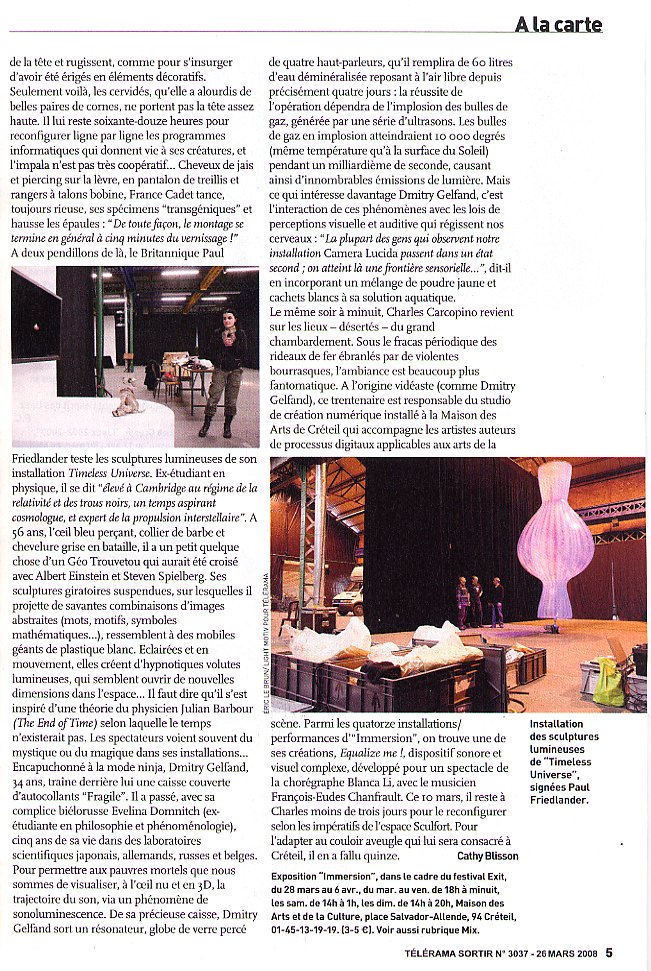 A la carte
de la tête et rugissent, comme pour s'insurger
d'avoir été érigés en éléments décoratifs.
Seulement voilà, les cervidés, qu'elle a alourdis de
belles paires de cornes, ne portent pas la tête assez
haute. Il lui reste soixante-douze heures pour
reconfigurer ligne par ligne les programmes
informatiques qui donnent vie à ses créatures, et
l'impala n'est pas très coopératif... Cheveux de jais
et piercing sur la lèvre, en pantalon de treillis et
rangers à talons bobine, France Cadet tance,
toujours rieuse, ses spécimens "transgéniques" et
hausse les épaules : "De toute façon, le montage se
termine en général à cinq minutes du vernissage !"
A deux pendillons de là, le Britannique Paul
Friedlander teste les sculptures lumineuses de son
installation Timeless Universe. Ex-étudiant en
physique, il se dit "élevé à Cambridge au régime de la
relativité et des trous noirs, un temps aspirant
cosmologue, et expert de la propulsion interstellaire". A
56 ans, l'œil bleu perçant, collier de barbe et
chevelure grise en bataille, il a un petit quelque
chose d'un Géo Trouvetou qui aurait été croisé
avec Albert Einstein et Steven Spielberg. Ses
sculptures giratoires suspendues, sur lesquelles il
projette de savantes combinaisons d'images
abstraites (mots, motifs, symboles
mathématiques...), ressemblent à des mobiles
géants de plastique blanc. Eclairées et en
mouvement, elles créent d'hypnotiques volutes
lumineuses, qui semblent ouvrir de nouvelles
dimensions dans l'espace... Il faut dire qu'il s'est
inspiré d'une théorie du physicien Julian Barbour
(The End of Time) selon laquelle le temps
n'existerait pas. Les spectateurs voient souvent du
mystique ou du magique dans ses installations...
Encapuchonné à la mode ninja, Dmitry Gelfand,
34 ans, traîne derrière lui une caisse couverte
d'autocollants "Fragile". Il a passé, avec sa
complice biélorusse Evelina Domnitch (ex-
étudiante en philosophie et phénoménologie),
cinq ans de sa vie dans des laboratoires
scientifiques japonais, allemands, russes et belges.
Pour permettre aux pauvres mortels que nous
sommes de visualiser, à l'œil nu et en 3D, la
trajectoire du son, via un phénomène de
sonoluminescence. De sa précieuse caisse, Dmitry
Gelfand sort un résonateur, globe de verre percé
de quatre haut-parleurs, qu'il remplira de 60 litres
d'eau déminéralisée reposant à l'air libre depuis
précisément quatre jours : la réussite de
l'opération dépendra de l'implosion des bulles de
gaz, générée par une série d'ultrasons. Les bulles
de gaz en implosion atteindraient 10 000 degrés
(même température qu'à la surface du Soleil)
pendant un milliardième de seconde, causant
ainsi d'innombrables émissions de lumière. Mais
ce qui intéresse davantage Dmitry Gelfand, c'est
l'interaction de ces phénomènes avec les lois de
perceptions visuelle et auditive qui régissent nos
cerveaux : "La plupart des gens qui observent notre
installation Camera Lucida passent dans un état
second ; on atteint là une frontière sensorielle...", dit-il
en incorporant un mélange de poudre jaune et
cachets blancs à sa solution aquatique.
Le même soir à minuit, Charles Carcopino revient
sur les lieux – désertés – du grand
chambardement. Sous le fracas périodique des
rideaux de fer ébranlés par de violentes
bourrasques, l'ambiance est beaucoup plus
fantomatique. A l'origine vidéaste (comme Dmitry
Gelfand), ce trentenaire est responsable du studio
de création numérique installé à la Maison des
Arts de Créteil qui accompagne les artistes auteurs
de processus digitaux applicables aux arts de la
ÉRIC LE BRUN/ LIGHT MOTIV POUR TÉLÉRAMA
scène. Parmi les quatorze installations/
performances d'"Immersion", on trouve une de
ses créations, Equalize me !, dispositif sonore et
visuel complexe, développé pour un spectacle de
la chorégraphe Blanca Li, avec le musicien
François-Eudes Chanfrault. Ce 10 mars, il reste à
Charles moins de trois jours pour le reconfigurer
selon les impératifs de l'espace Sculfort. Pour
l'adapter au couloir aveugle qui lui sera consacré à
Créteil, il en a fallu quinze. Cathy Blisson
Installation
des sculptures
lumineuses
de "Timeless
Universe",
signées Paul
Friedlander.
Exposition "Immersion", dans le cadre du festival Exit,
du 28 mars au 6 avr., du mar. au ven. de 18h à minuit,
les sam. de 14h à 1h, les dim. de 14h à 20h, Maison des
Arts et de la Culture, place Salvador-Allende, 94 Créteil,
01-45-13-19-19. (3-5 €). Voir aussi rubrique Mix.
TÉLÉRAMA SORTIR N° 3037 - 26 MARS 2008 5